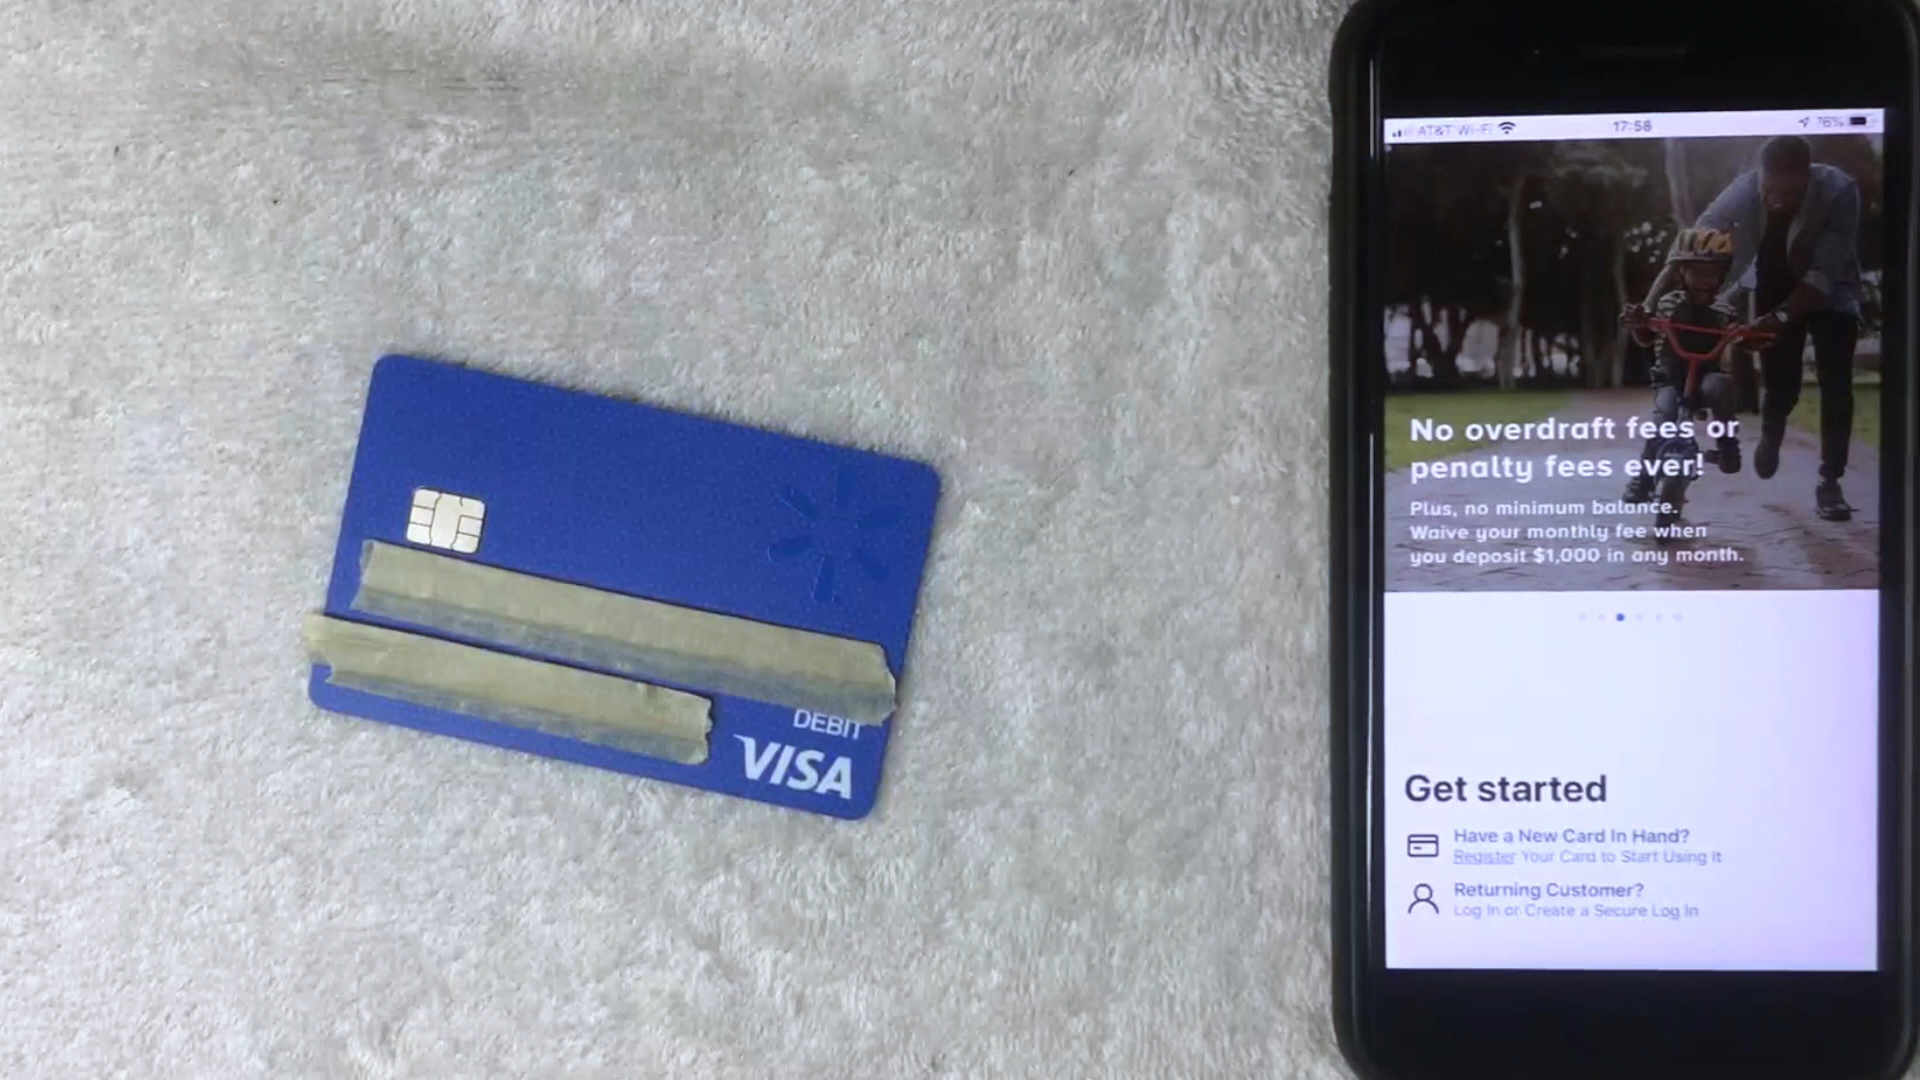 DEBIT
VISA
AT&T Wi-Fi 17:58 76%
No overdraft fees or
penalty fees ever!
Plus, no minimum balance.
Waive your monthly fee when
you deposit $1,000 in any month.
Get started
Have a New Card In Hand?
Register Your Card to Start Using It
Returning Customer?
Log In or Create a Secure Log In